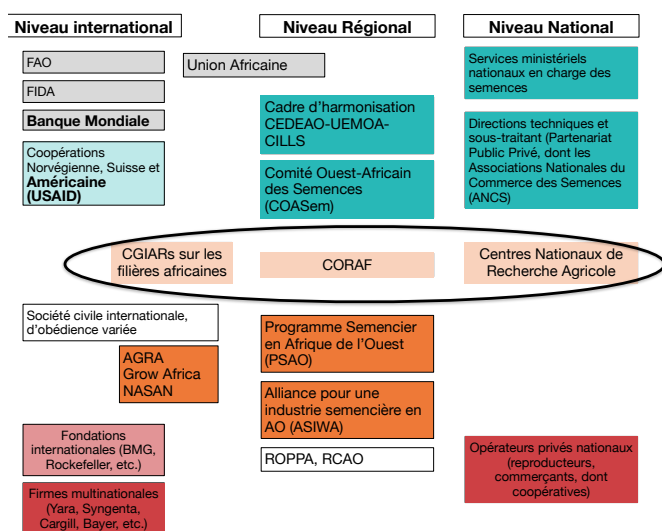 Niveau international
Niveau Régional
Niveau National
FAO
FIDA
Banque Mondiale
Coopérations
Norvégienne, Suisse et
Américaine
(USAID)
Union Africaine
Cadre d'harmonisation
CEDEAO-UEMOA-
CILLS
Comité Ouest-Africain
des Semences
(COASem)
Services ministériels
nationaux en charge des
semences
Directions techniques et
sous-traitant (Partenariat
Public Privé, dont les
Associations Nationales du
Commerce des Semences
(ANCS)
CGIARs sur les
filières africaines
CORAF
Centres Nationaux de
Recherche Agricole
Société civile internationale,
d'obédience variée
AGRA
Grow Africa
NASAN
Fondations
internationales (BMG,
Rockefeller, etc.)
Firmes multinationales
(Yara, Syngenta,
Cargill, Bayer, etc.)
Programme Semencier
en Afrique de l'Ouest
(PSAO)
Alliance pour une
industrie semencière en
AO (ASIWA)
ROPPA, RCAO
Opérateurs privés nationaux
(reproducteurs,
commerçants, dont
coopératives)